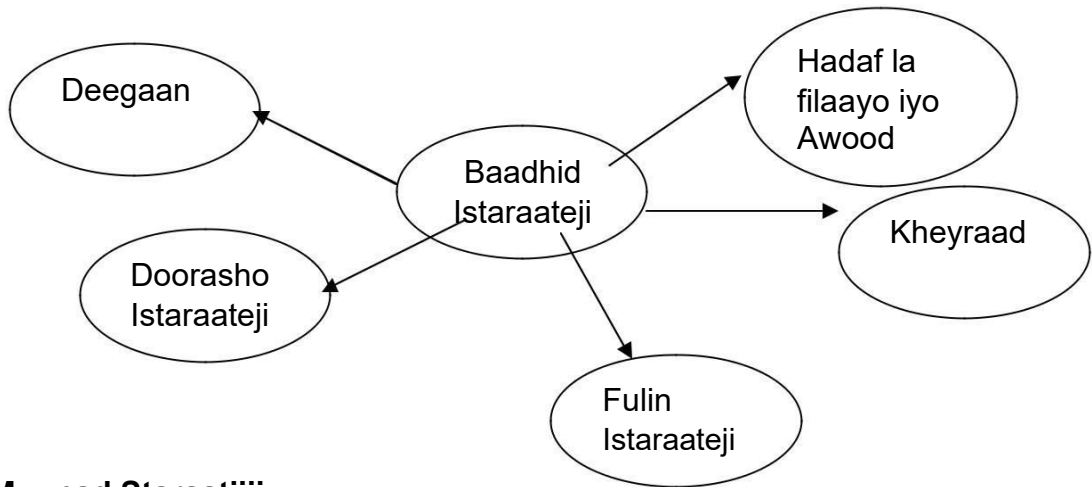 Deegaan
Hadaf la
filaayo iyo
Awood
Baadhid
Istaraateji
Kheyraad
Doorasho
Istaraateji
Fulin
Istaraateji